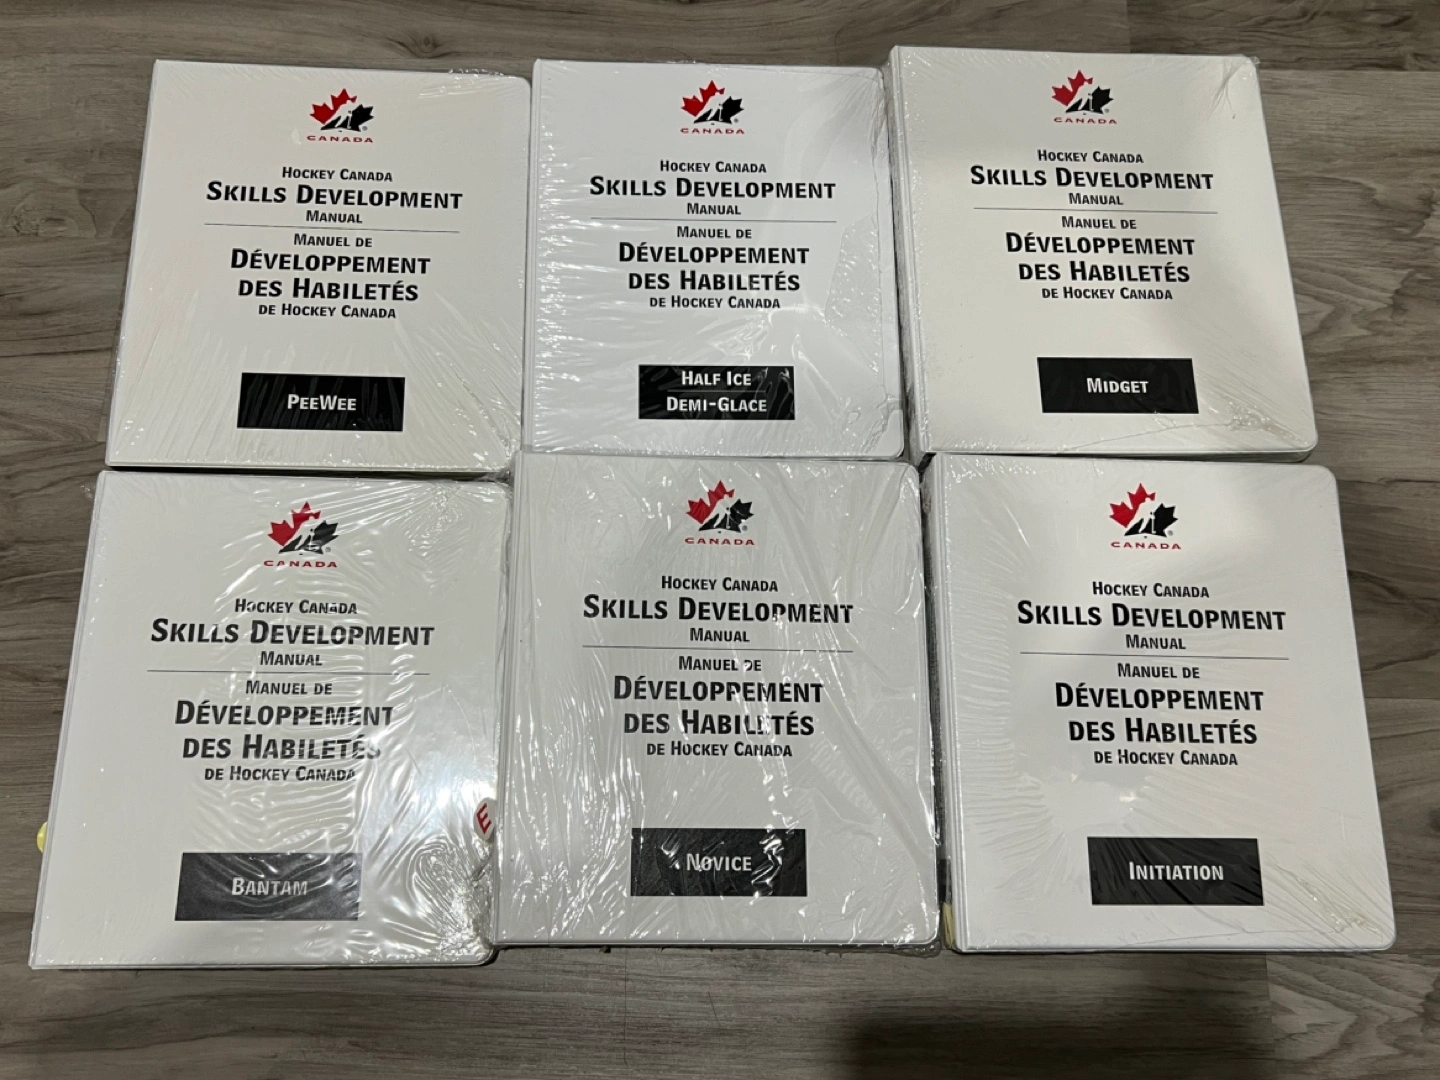 CANADA
HOCKEY CANADA
SKILLS DEVELOPMENT
MANUAL
MANUEL DE
DÉVELOPPEMENT
DES HABILETÉS
DE HOCKEY CANADA
PEEWEE
CANADA
HOCKEY CANADA
SKILLS DEVELOPMENT
MANUAL
MANUEL DE
DÉVELOPPEMENT
DES HABILETÉS
DE HOCKEY CANADA
HALF ICE
DEMI-GLACE
CANADA
HOCKEY CANADA
SKILLS DEVELOPMENT
MANUAL
MANUEL DE
DÉVELOPPEMENT
DES HABILETÉS
DE HOCKEY CANADA
MIDGET
CANADA
HOCKEY CANADA
SKILLS DEVELOPMENT
MANUAL
MANUEL DE
DÉVELOPPEMENT
DES HABILETÉS
DE HOCKEY CANADA
BANTAM
E
CANADA
HOCKEY CANADA
SKILLS DEVELOPMENT
MANUAL
MANUEL DE
DÉVELOPPEMENT
DES HABILETÉS
DE HOCKEY CANADA
NOVICE
CANADA
HOCKEY CANADA
SKILLS DEVELOPMENT
MANUAL
MANUEL DE
DÉVELOPPEMENT
DES HABILETÉS
DE HOCKEY CANADA
INITIATION